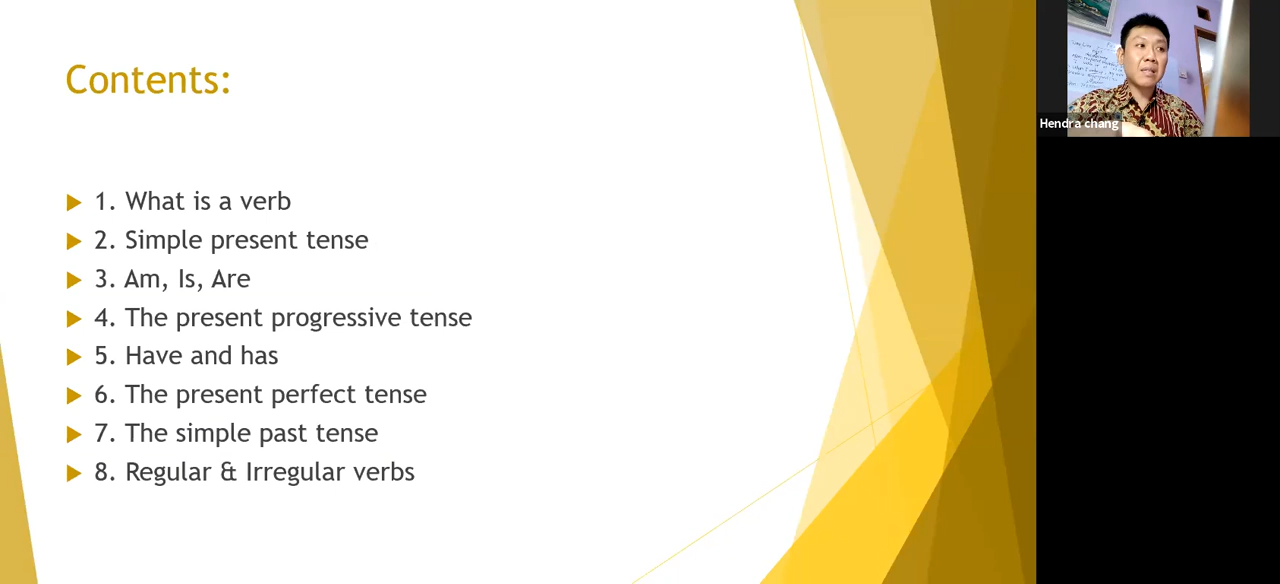 Contents:
1. What is a verb
2. Simple present tense
3. Am, Is, Are
4. The present progressive tense
5. Have and has
6. The present perfect tense
7. The simple past tense
8. Regular & Irregular verbs
Hendra chang